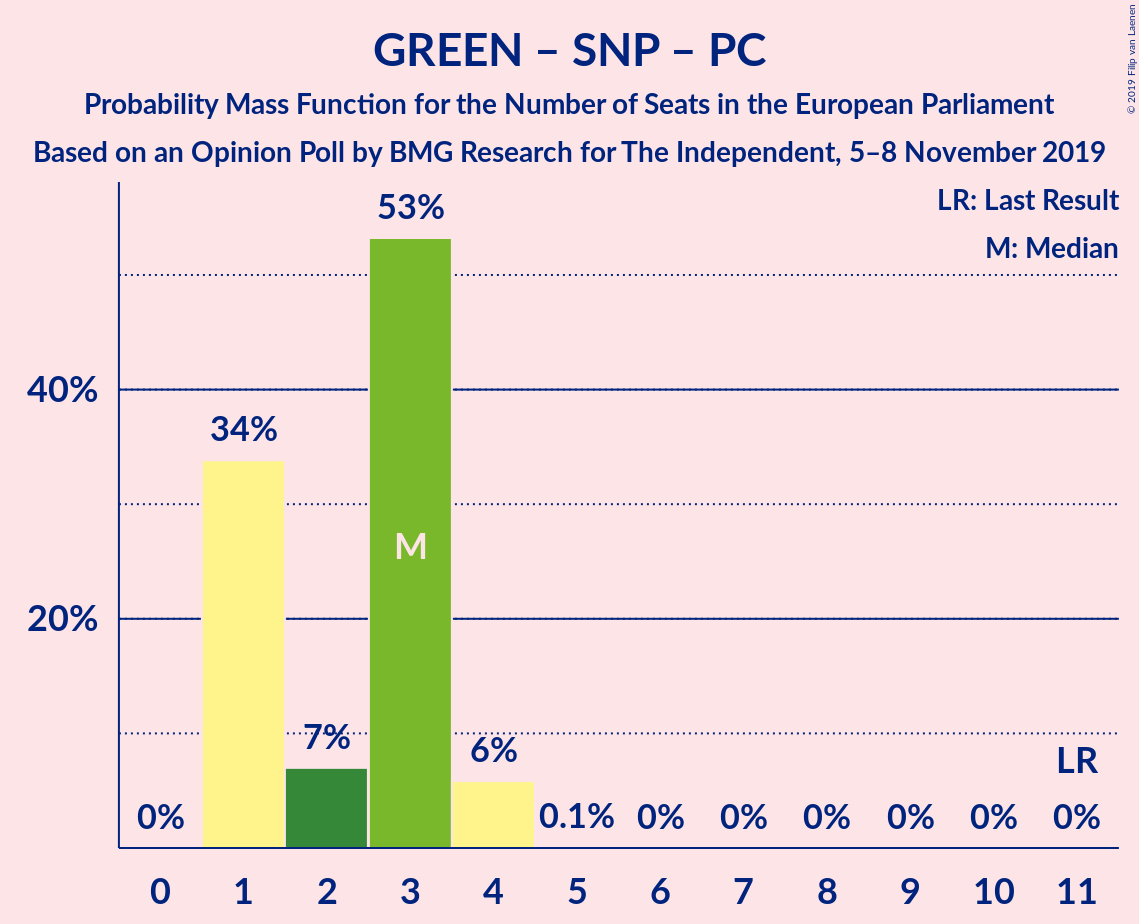 GREEN – SNP – PC
Probability Mass Function for the Number of Seats in the European Parliament
Based on an Opinion Poll by BMG Research for The Independent, 5–8 November 2019
© 2019 Filip van Laenen
LR: Last Result
M: Median
53%
40%
34%
M
20%
7%
6%
LR
0%
0.1%
0%
0%
0%
0%
0%
0%
0 1 2 3 4 5 6 7 8 9 10 11